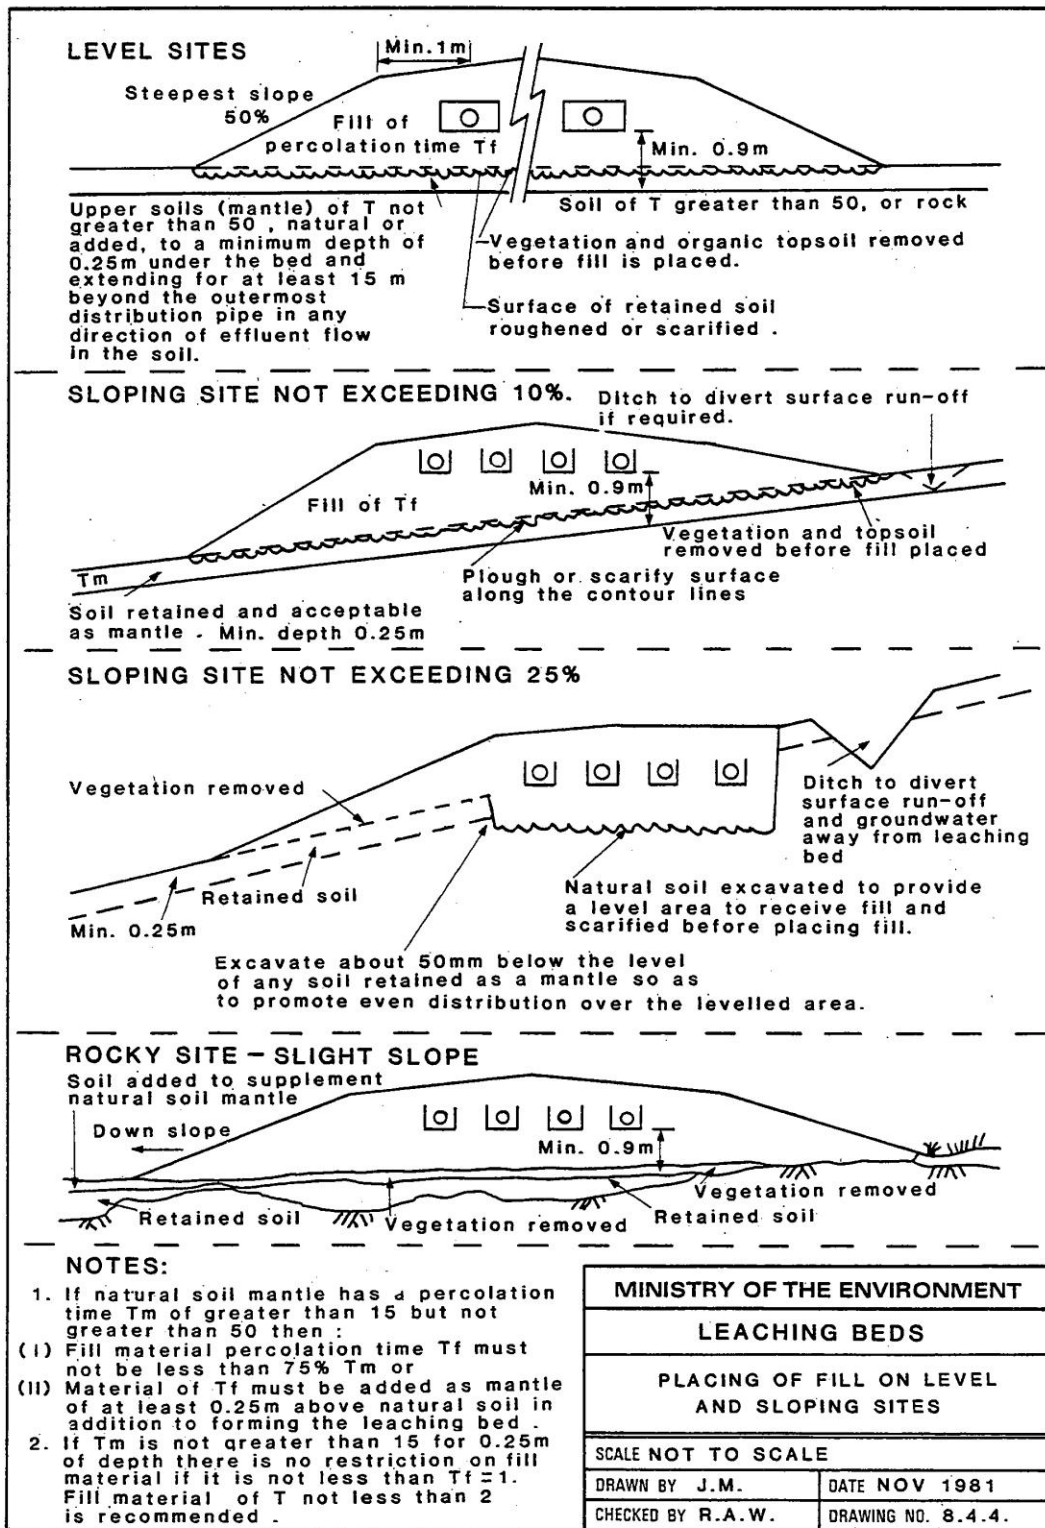 LEVEL SITES
Min. 1m
Steepest slope
50%
Fill of
percolation time Tf
Min. 0.9m
Upper soils (mantle) of T not
greater than 50 , natural or
added, to a minimum depth of
0.25m under the bed and
extending for at least 15 m
beyond the outermost
distribution pipe in any
direction of effluent flow
in the soil.
Soil of T greater than 50, or rock
Vegetation and organic topsoil removed
before fill is placed.
Surface of retained soil
roughened or scarified .
SLOPING SITE NOT EXCEEDING 10%.
Ditch to divert surface run-off
if required.
Min. 0.9m
Fill of Tf
Vegetation and topsoil
removed before fill placed
Tm
Plough or scarify surface
along the contour lines
Soil retained and acceptable
as mantle - Min. depth 0.25m
SLOPING SITE NOT EXCEEDING 25%
Vegetation removed
Ditch to divert
surface run-off
and groundwater
away from leaching
bed
Retained soil
Min. 0.25m
Natural soil excavated to provide
a level area to receive fill and
scarified before placing fill.
Excavate about 50mm below the level
of any soil retained as a mantle so as
to promote even distribution over the levelled area.
ROCKY SITE - SLIGHT SLOPE
Soil added to supplement
natural soil mantle
Down slope
Min. 0.9m
Vegetation removed
Retained soil
Vegetation removed
Retained soil
NOTES:
1. If natural soil mantle has a percolation
time Tm of greater than 15 but not
greater than 50 then :
(I) Fill material percolation time Tf must
not be less than 75% Tm or
(II) Material of Tf must be added as mantle
of at least 0.25m above natural soil in
addition to forming the leaching bed .
2. If Tm is not greater than 15 for 0.25m
of depth there is no restriction on fill
material if it is not less than Tf = 1.
Fill material of T not less than 2
is recommended .
MINISTRY OF THE ENVIRONMENT
LEACHING BEDS
PLACING OF FILL ON LEVEL
AND SLOPING SITES
SCALE NOT TO SCALE
DRAWN BY J.M.
DATE NOV 1981
CHECKED BY R.A.W.
DRAWING NO. 8.4.4.